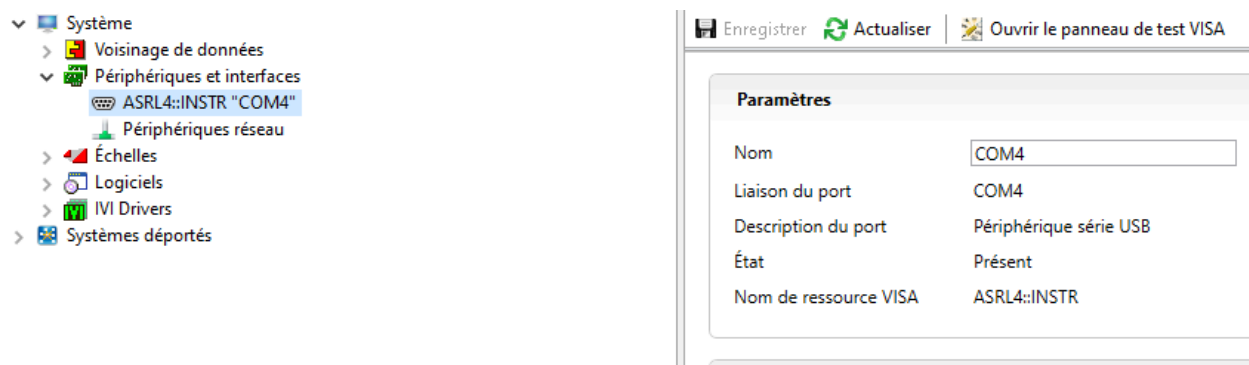 Système
Voisinage de données
Périphériques et interfaces
ASRL4::INSTR "COM4"
Périphériques réseau
Échelles
Logiciels
IVI Drivers
Systèmes déportés
Enregistrer Actualiser Ouvrir le panneau de test VISA
Paramètres
Nom COM4
Liaison du port COM4
Description du port Périphérique série USB
État Présent
Nom de ressource VISA ASRL4::INSTR